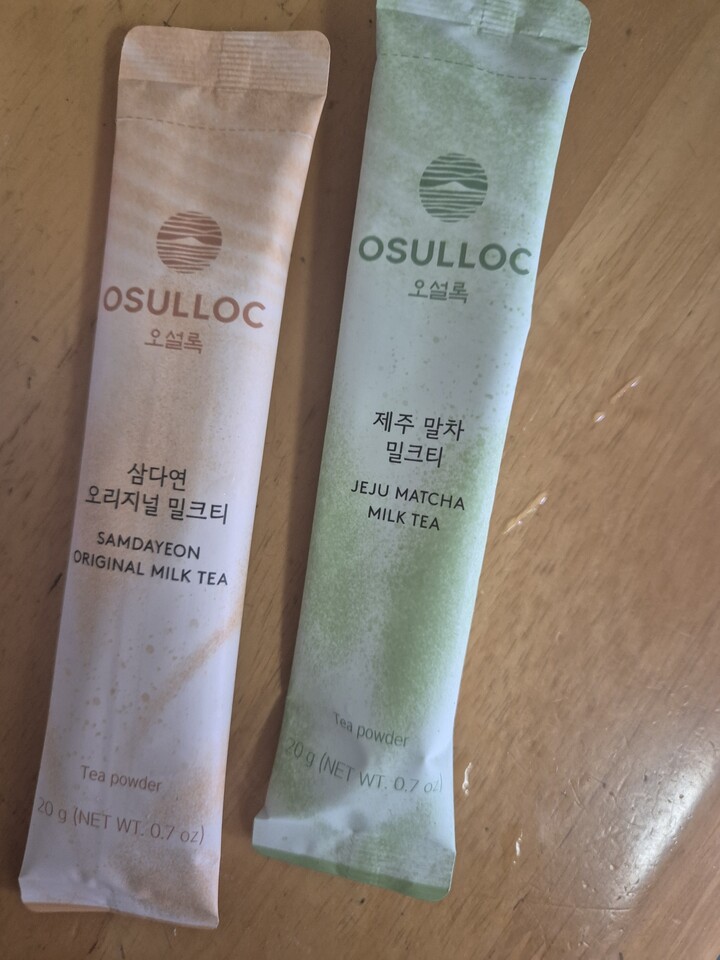 OSULLOC
오설록
삼다연
오리지널 밀크티
SAMDAYEON
ORIGINAL MILK TEA
Tea powder
20 g (NET WT. 0.7 oz)
OSULLOC
오설록
제주 말차
밀크티
JEJU MATCHA
MILK TEA
Tea powder
20 g (NET WT. 0.7 oz)